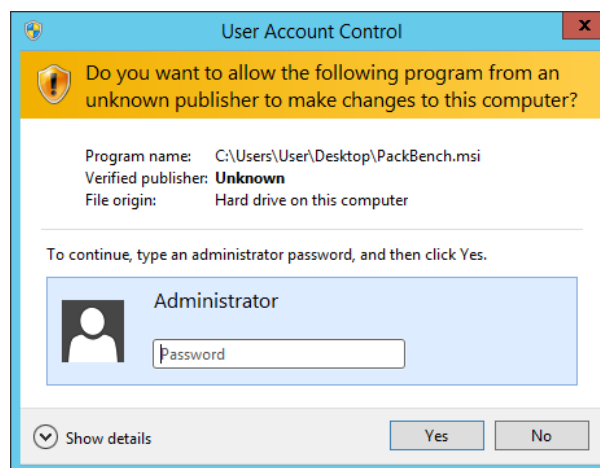 User Account Control
Do you want to allow the following program from an
unknown publisher to make changes to this computer?
Program name: C:\Users\User\Desktop\PackBench.msi
Verified publisher: Unknown
File origin: Hard drive on this computer
To continue, type an administrator password, and then click Yes.
Administrator
Password
Show details Yes No